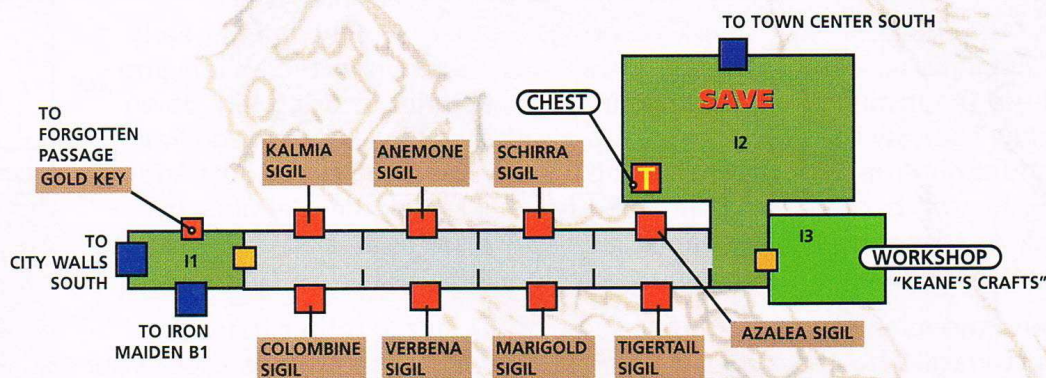 TO TOWN CENTER SOUTH
CHEST
SAVE
I2
T
TO
FORGOTTEN
PASSAGE
GOLD KEY
KALMIA
SIGIL
ANEMONE
SIGIL
SCHIRRA
SIGIL
TO
CITY WALLS
SOUTH
I1
I3
WORKSHOP
"KEANE'S CRAFTS"
TO IRON
MAIDEN B1
COLOMBINE
SIGIL
VERBENA
SIGIL
MARIGOLD
SIGIL
TIGERTAIL
SIGIL
AZALEA SIGIL